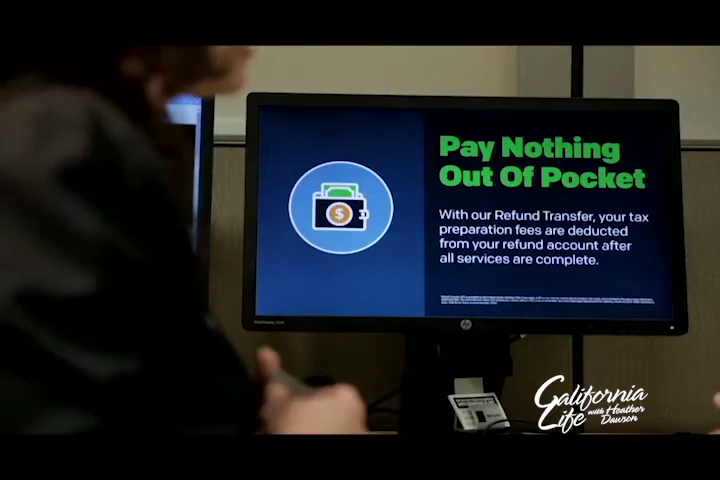 Pay Nothing
Out Of Pocket
With our Refund Transfer, your tax
preparation fees are deducted
from your refund account after
all services are complete.
$
hp
California
Life with Heather
Dawson